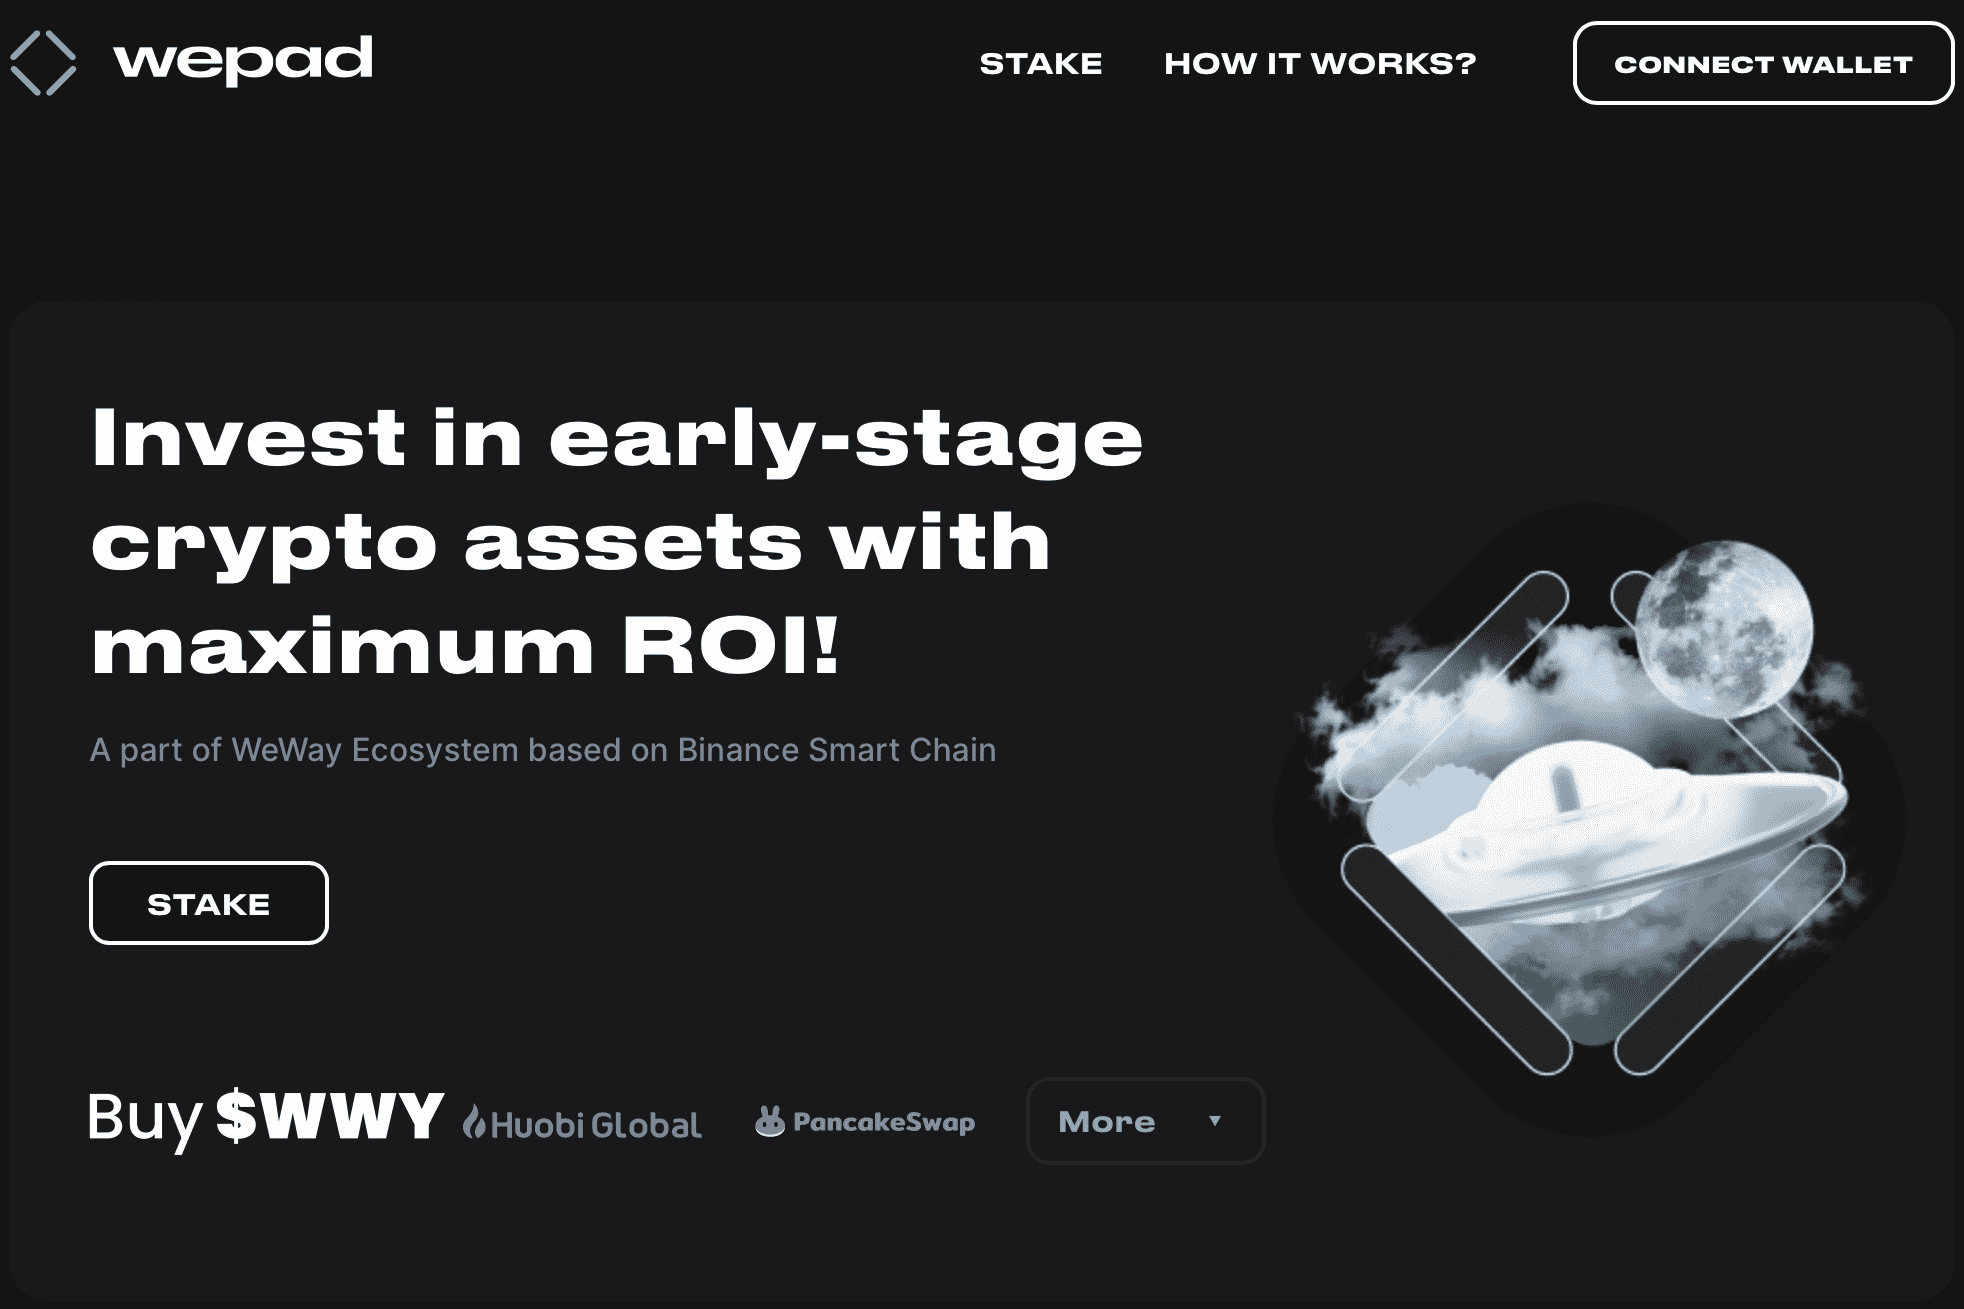 wepad
STAKE
HOW IT WORKS?
CONNECT WALLET
Invest in early-stage
crypto assets with
maximum ROI!
A part of WeWay Ecosystem based on Binance Smart Chain
STAKE
Buy $WWY
Huobi Global
PancakeSwap
More